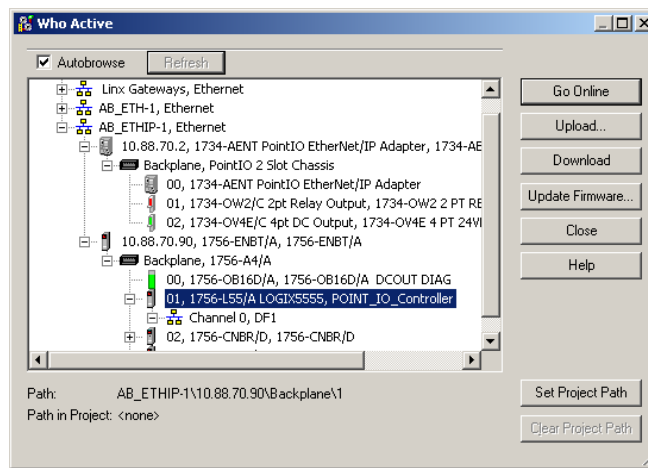 Who Active
Autobrowse
Refresh
Linx Gateways, Ethernet
AB_ETH-1, Ethernet
AB_ETHIP-1, Ethernet
10.88.70.2, 1734-AENT PointIO EtherNet/IP Adapter, 1734-AE
Backplane, PointIO 2 Slot Chassis
00, 1734-AENT PointIO EtherNet/IP Adapter
01, 1734-OW2/C 2pt Relay Output, 1734-OW2 2 PT RE
02, 1734-OV4E/C 4pt DC Output, 1734-OV4E 4 PT 24V
10.88.70.90, 1756-ENBT/A, 1756-ENBT/A
Backplane, 1756-A4/A
00, 1756-OB16D/A, 1756-OB16D/A DCOUT DIAG
01, 1756-L55/A LOGIX5555, POINT_IO_Controller
Channel 0, DF1
02, 1756-CNBR/D, 1756-CNBR/D
Go Online
Upload...
Download
Update Firmware...
Close
Help
Path: AB_ETHIP-1\10.88.70.90\Backplane\1
Path in Project: <none>
Set Project Path
Clear Project Path